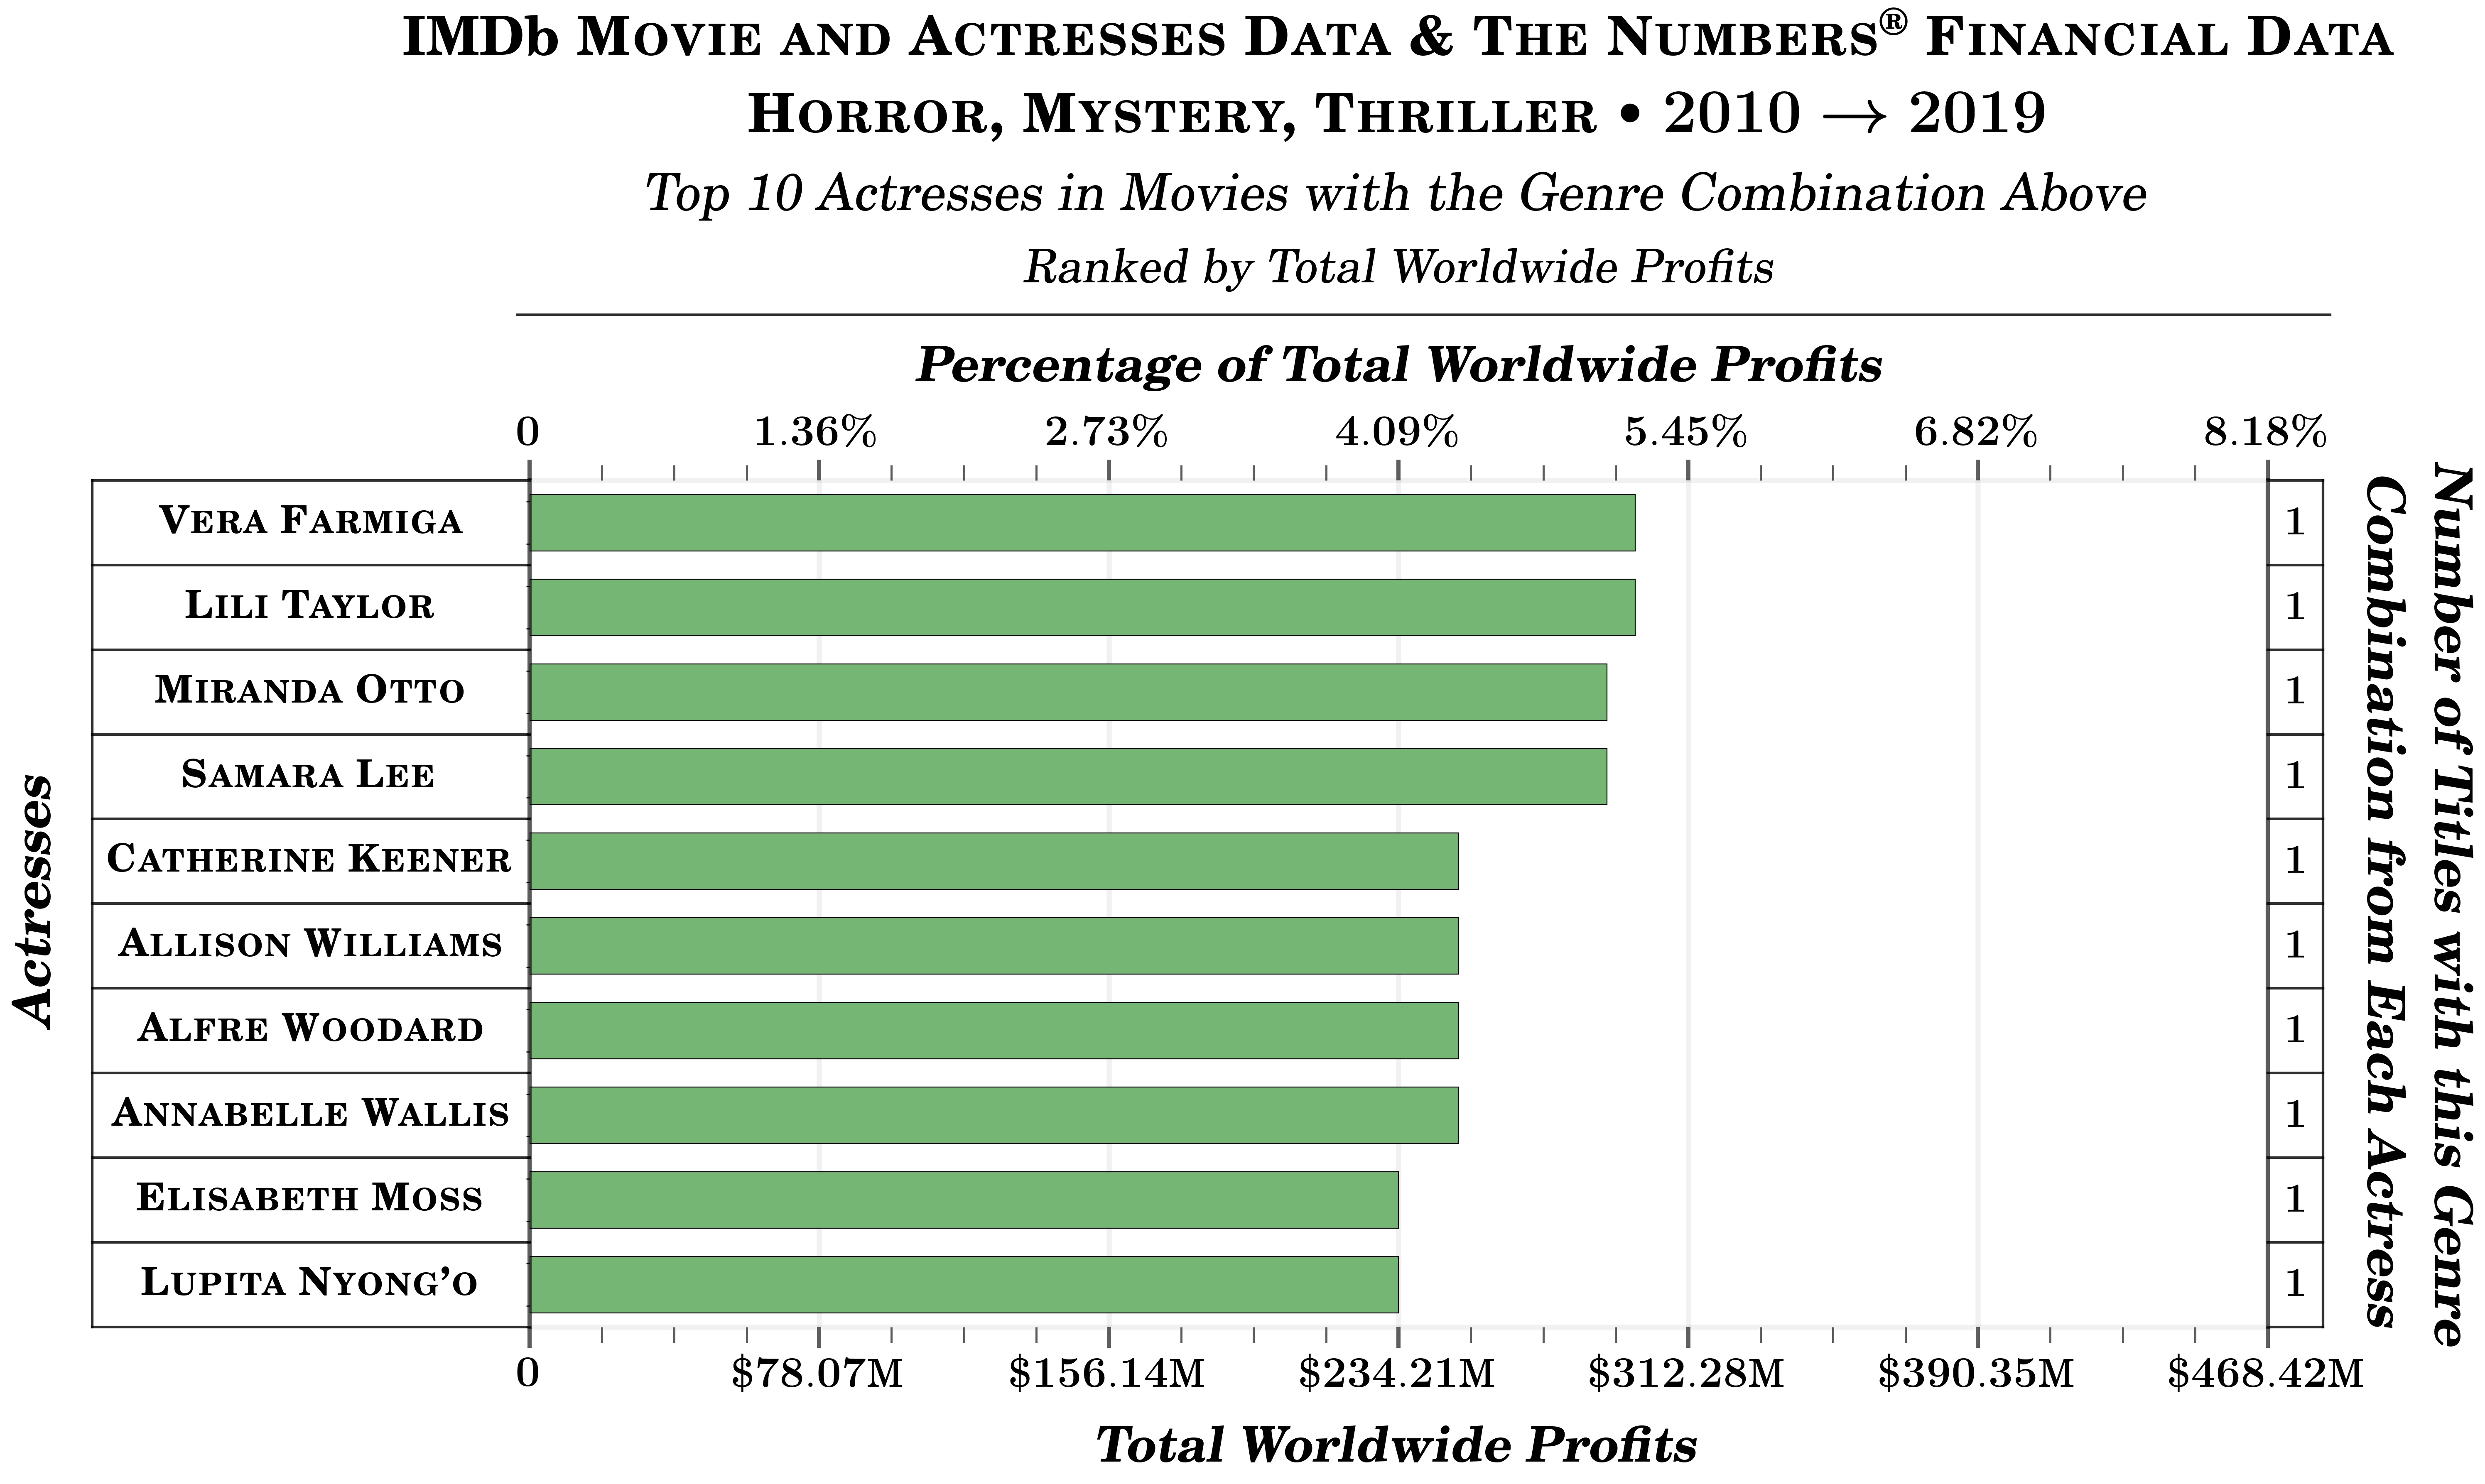 IMDb Movie and Actresses Data & The Numbers® Financial Data
Horror, Mystery, Thriller • 2010 → 2019
Top 10 Actresses in Movies with the Genre Combination Above
Ranked by Total Worldwide Profits
Percentage of Total Worldwide Profits
0 1.36% 2.73% 4.09% 5.45% 6.82% 8.18%
Actresses
Vera Farmiga 1
Lili Taylor 1
Miranda Otto 1
Samara Lee 1
Catherine Keener 1
Allison Williams 1
Alfre Woodard 1
Annabelle Wallis 1
Elisabeth Moss 1
Lupita Nyong’o 1
Number of Titles with this Genre
Combination from Each Actress
0 $78.07M $156.14M $234.21M $312.28M $390.35M $468.42M
Total Worldwide Profits